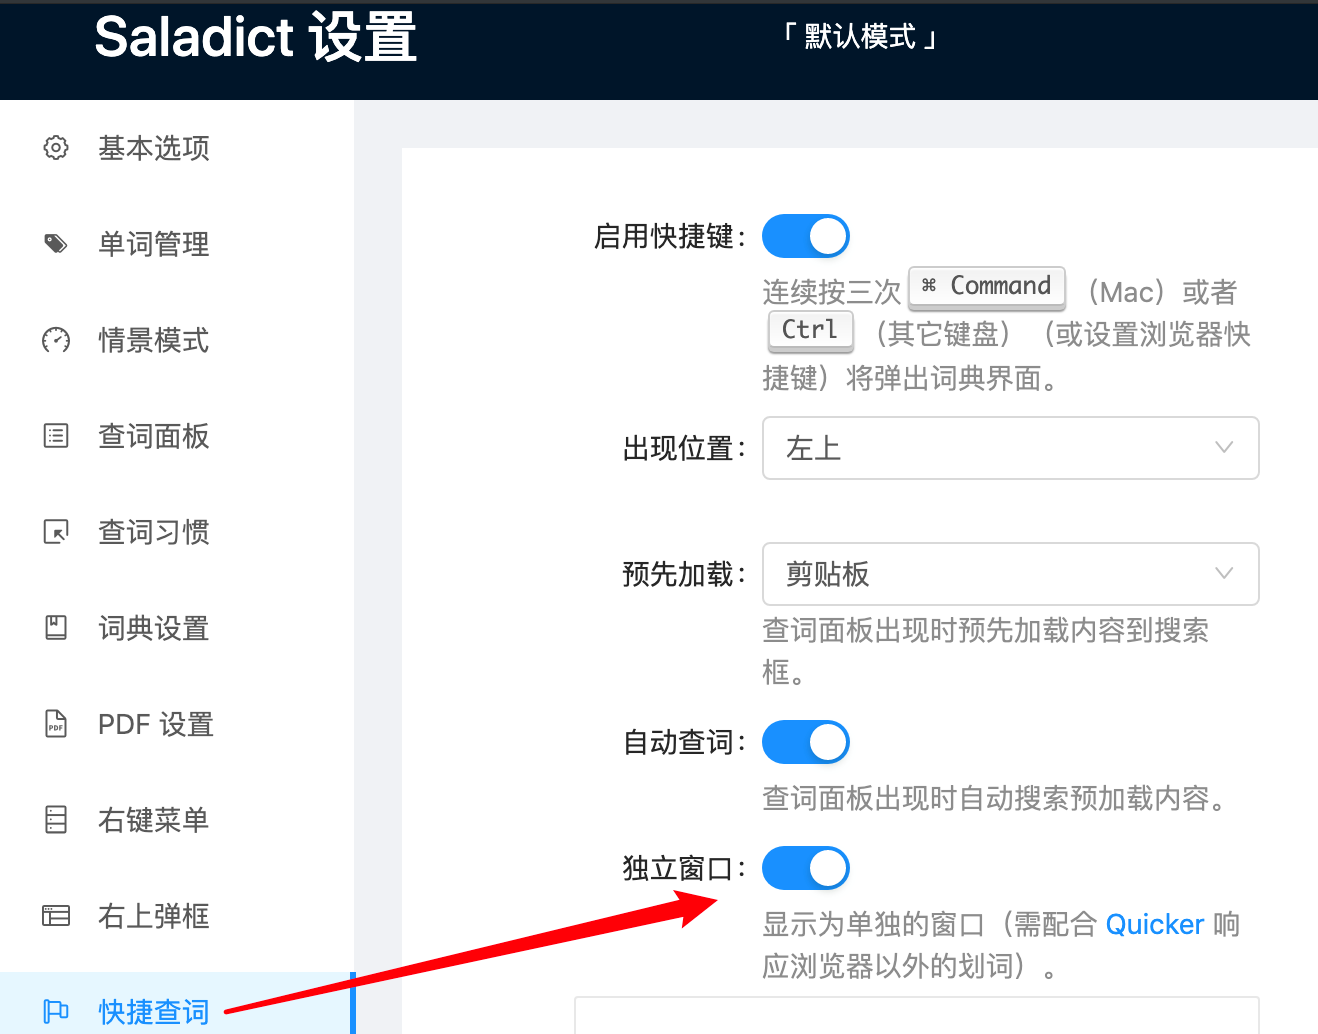 Saladict 设置
「 默认模式 」
基本选项
单词管理
情景模式
查词面板
查词习惯
词典设置
PDF 设置
右键菜单
右上弹框
快捷查词
启用快捷键：
连续按三次 ⌘ Command （Mac）或者
Ctrl （其它键盘）（或设置浏览器快
捷键）将弹出词典界面。
出现位置： 左上
预先加载： 剪贴板
查词面板出现时预先加载内容到搜索
框。
自动查词：
查词面板出现时自动搜索预加载内容。
独立窗口：
显示为单独的窗口（需配合 Quicker 响
应浏览器以外的划词）。